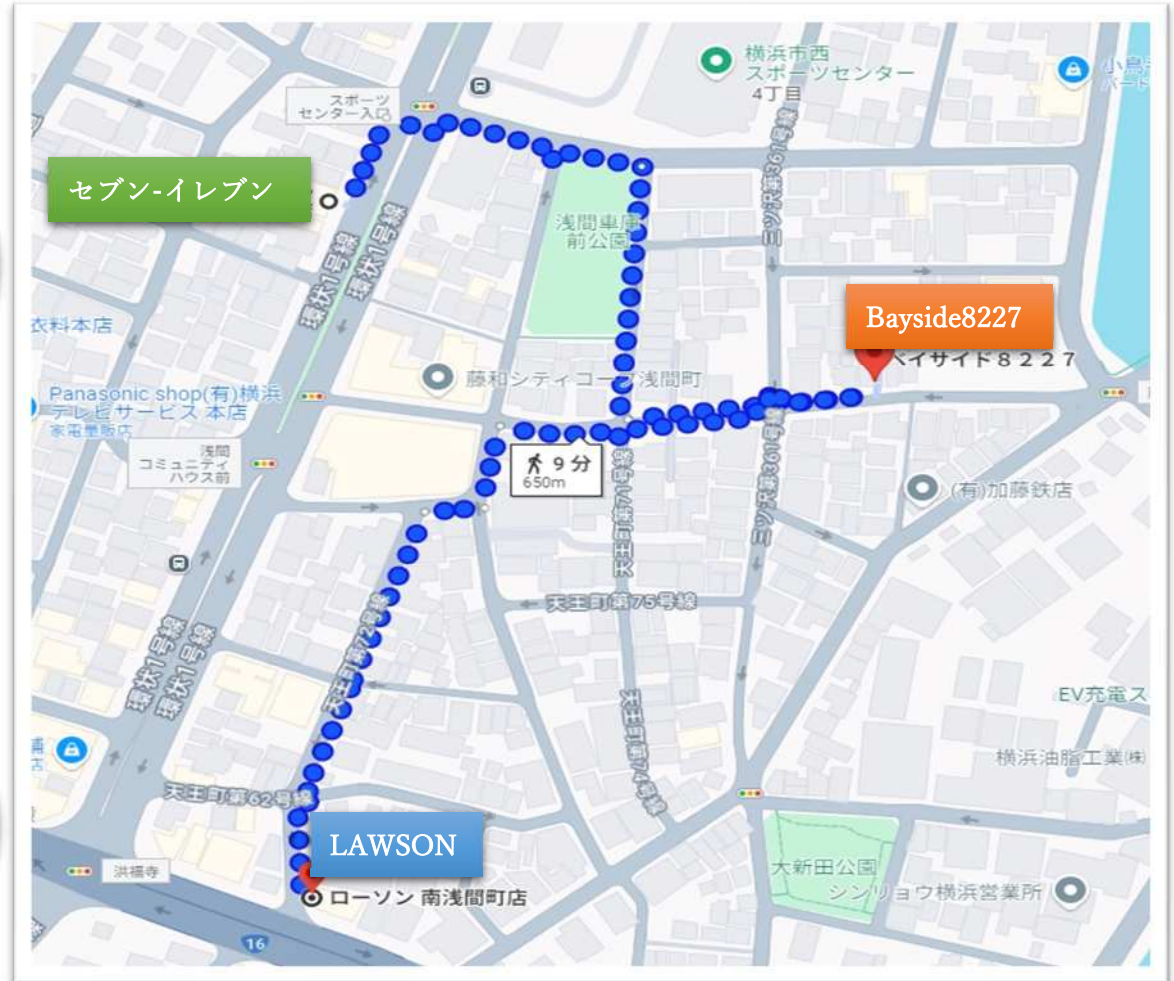 横浜市西
スポーツセンター
4丁目
スポーツ
センター入口
セブン-イレブン
三ツ沢第361号線
浅間車庫
前公園
環状1号線
環状1号線
Bayside8227
ベイサイド8227
衣料本店
藤和シティコープ浅間町
Panasonic shop(有)横浜
テレビサービス 本店
家電量販店
浅間
コミュニティ
ハウス前
9 分
650m
(有)加藤鉄店
天王町第71号線
三ツ沢第361号線
天王町第75号線
天王町第72号線
環状1号線
環状1号線
EV充電ス
横浜油脂工業㈱
天王町第62号線
LAWSON
洪福寺
ローソン 南浅間町店
大新田公園
シンリョウ横浜営業所
16